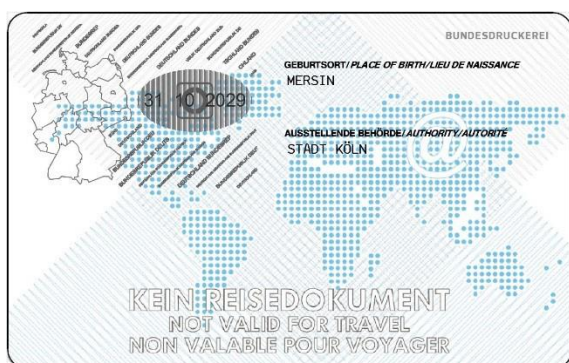 BUNDESDRUCKEREI
GEBURTSORT/PLACE OF BIRTH/LIEU DE NAISSANCE
MERSIN
31 10 2029
AUSSTELLENDE BEHÖRDE/AUTHORITY/AUTORITÉ
STADT KÖLN
@
KEIN REISEDOKUMENT
NOT VALID FOR TRAVEL
NON VALABLE POUR VOYAGER